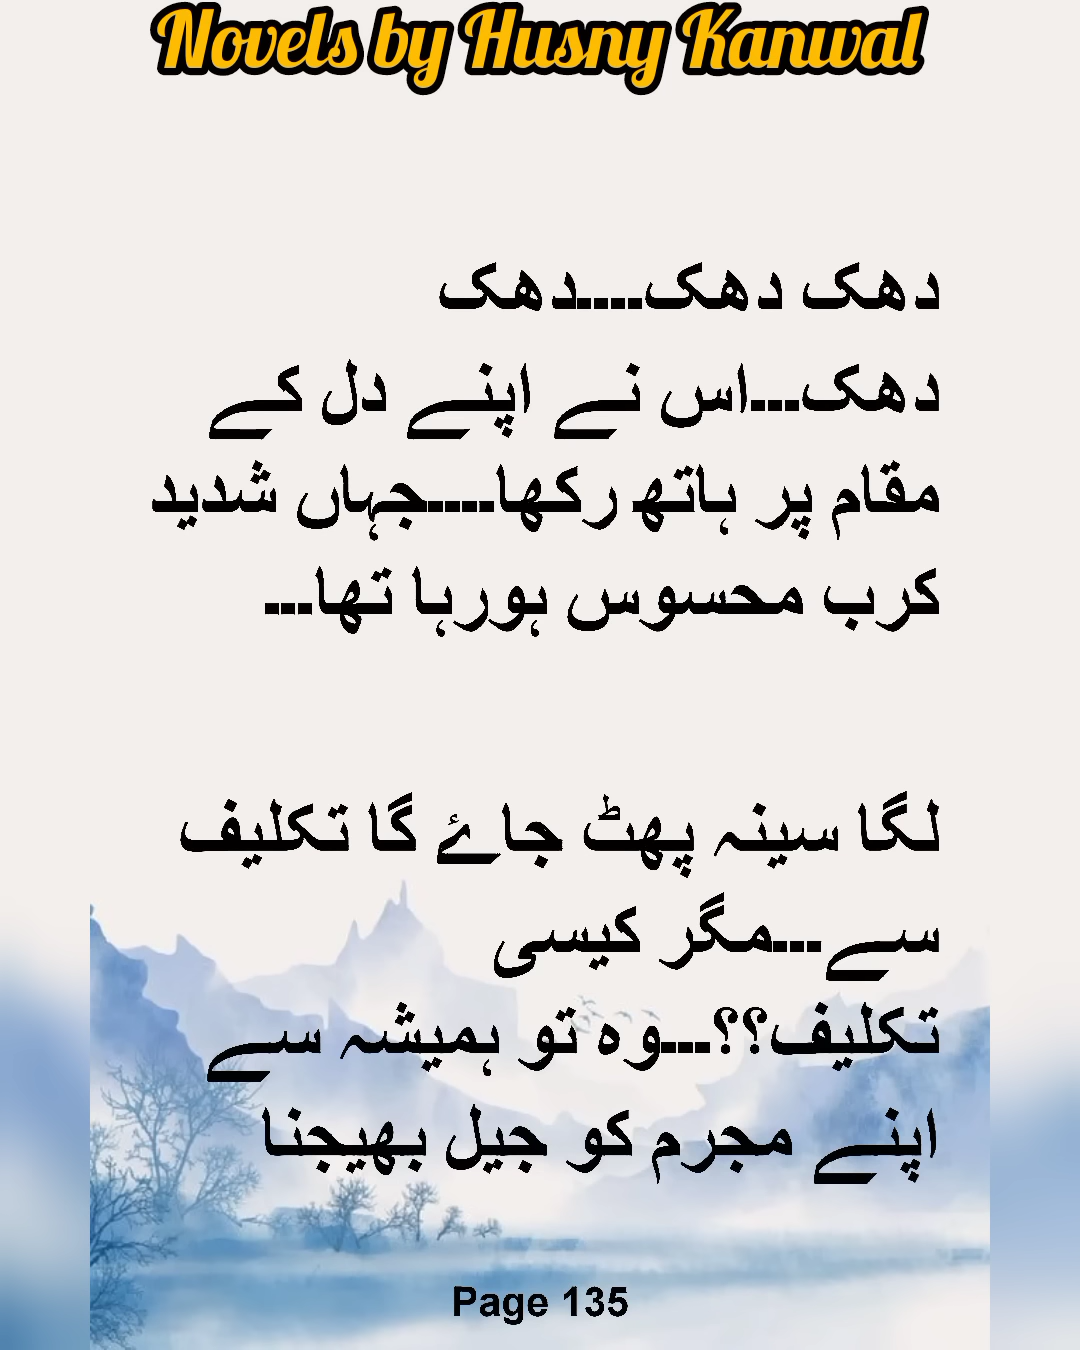 Novels by Husny Kanwal
دھک دھک....دھک
دھک...اس نے اپنے دل کے
مقام پر ہاتھ رکھا....جہاں شدید
کرب محسوس ہورہا تھا...
لگا سینہ پھٹ جاۓ گا تکلیف
سے...مگر کیسی
تکلیف؟؟...وہ تو ہمیشہ سے
اپنے مجرم کو جیل بھیجنا
Page 135